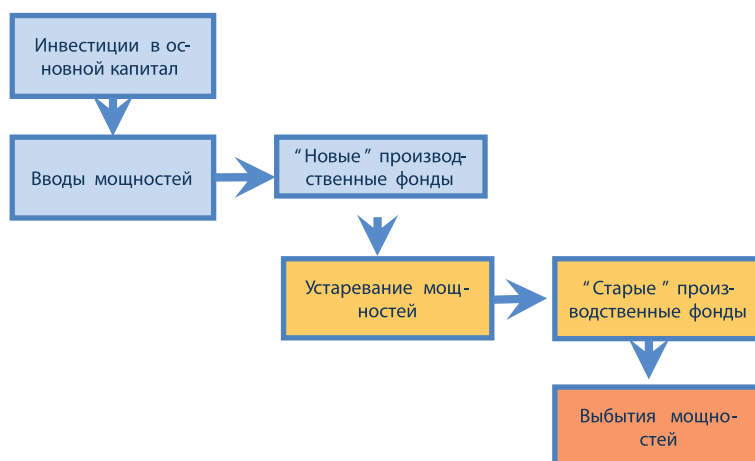 Инвестиции в ос-
новной капитал
Вводы мощностей
“Новые” производ-
ственные фонды
Устаревание мощ-
ностей
“Старые” произ-
водственные фонды
Выбытия мощно-
стей